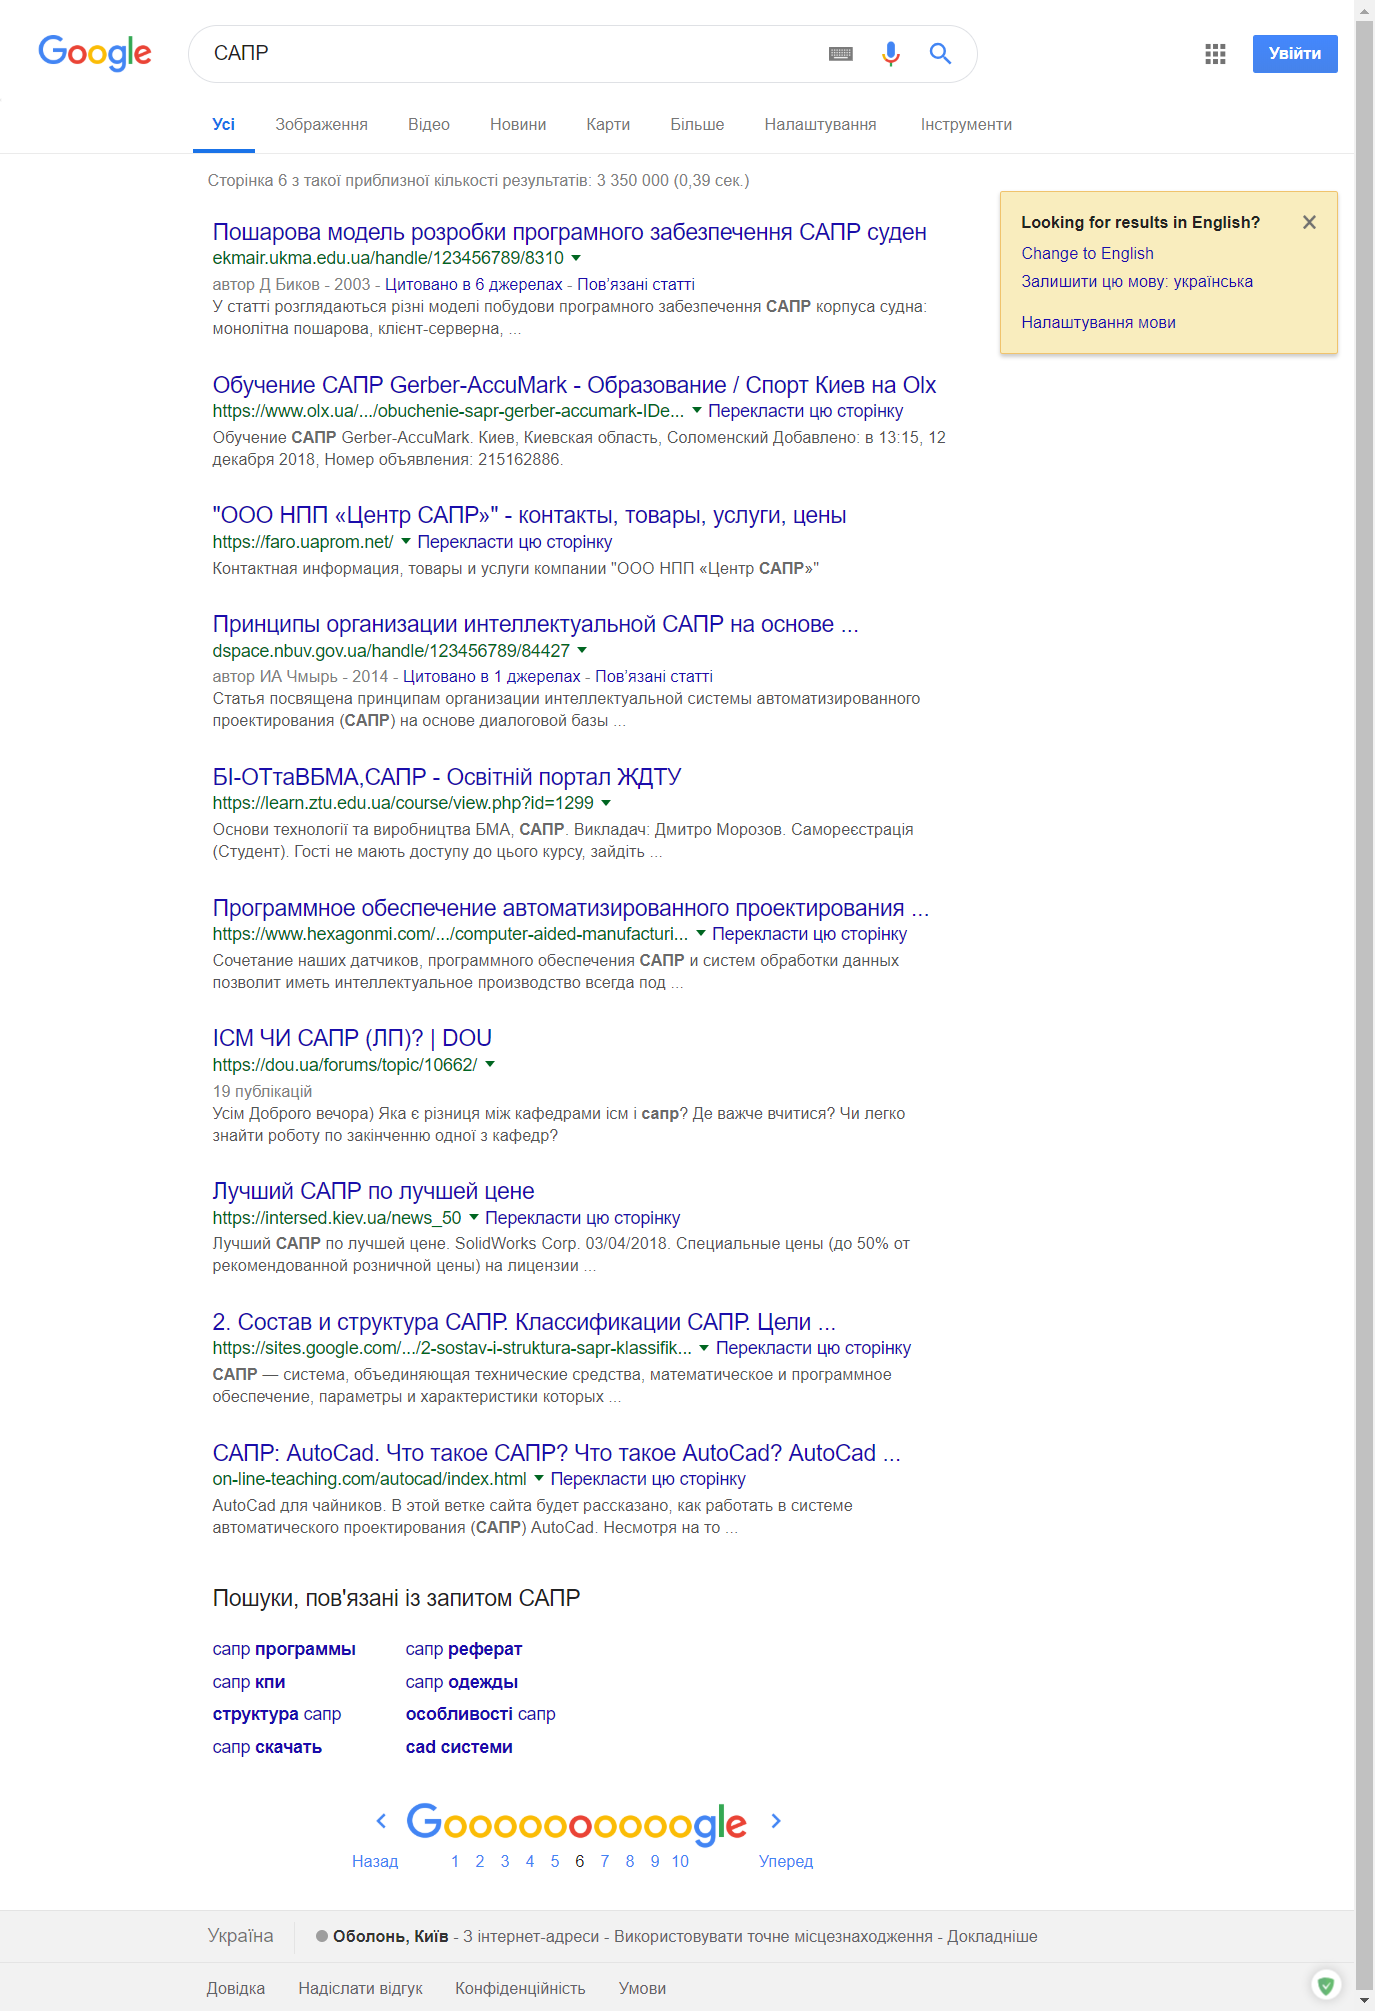 Google
САПР
Увійти
Усі Зображення Відео Новини Карти Більше Налаштування Інструменти
Сторінка 6 з такої приблизної кількості результатів: 3 350 000 (0,39 сек.)
Looking for results in English?
Change to English
Залишити цю мову: українська
Налаштування мови
Пошарова модель розробки програмного забезпечення САПР суден
ekmair.ukma.edu.ua/handle/123456789/8310
автор Д Биков - 2003 - Цитовано в 6 джерелах - Пов’язані статті
У статті розглядаються різні моделі побудови програмного забезпечення САПР корпуса судна:
монолітна пошарова, клієнт-серверна, ...
Обучение САПР Gerber-AccuMark - Образование / Спорт Киев на Olx
https://www.olx.ua/.../obuchenie-sapr-gerber-accumark-IDe... Перекласти цю сторінку
Обучение САПР Gerber-AccuMark. Киев, Киевская область, Соломенский Добавлено: в 13:15, 12
декабря 2018, Номер объявления: 215162886.
"ООО НПП «Центр САПР»" - контакты, товары, услуги, цены
https://faro.uaprom.net/ Перекласти цю сторінку
Контактная информация, товары и услуги компании "ООО НПП «Центр САПР»"
Принципы организации интеллектуальной САПР на основе ...
dspace.nbuv.gov.ua/handle/123456789/84427
автор ИА Чмырь - 2014 - Цитовано в 1 джерелах - Пов’язані статті
Статья посвящена принципам организации интеллектуальной системы автоматизированного
проектирования (САПР) на основе диалоговой базы ...
БІ-ОТтаВБМА,САПР - Освітній портал ЖДТУ
https://learn.ztu.edu.ua/course/view.php?id=1299
Основи технології та виробництва БМА, САПР. Викладач: Дмитро Морозов. Самореєстрація
(Студент). Гості не мають доступу до цього курсу, зайдіть ...
Программное обеспечение автоматизированного проектирования ...
https://www.hexagonmi.com/.../computer-aided-manufacturi... Перекласти цю сторінку
Сочетание наших датчиков, программного обеспечения САПР и систем обработки данных
позволит иметь интеллектуальное производство всегда под ...
ІСМ ЧИ САПР (ЛП)? | DOU
https://dou.ua/forums/topic/10662/
19 публікацій
Усім Доброго вечора) Яка є різниця між кафедрами ісм і сапр? Де важче вчитися? Чи легко
знайти роботу по закінченню одної з кафедр?
Лучший САПР по лучшей цене
https://intersed.kiev.ua/news_50 Перекласти цю сторінку
Лучший САПР по лучшей цене. SolidWorks Corp. 03/04/2018. Специальные цены (до 50% от
рекомендованной розничной цены) на лицензии ...
2. Состав и структура САПР. Классификации САПР. Цели ...
https://sites.google.com/.../2-sostav-i-struktura-sapr-klassifik... Перекласти цю сторінку
САПР — система, объединяющая технические средства, математическое и программное
обеспечение, параметры и характеристики которых ...
САПР: AutoCad. Что такое САПР? Что такое AutoCad? AutoCad ...
on-line-teaching.com/autocad/index.html Перекласти цю сторінку
AutoCad для чайников. В этой ветке сайта будет рассказано, как работать в системе
автоматического проектирования (САПР) AutoCad. Несмотря на то ...
Пошуки, пов'язані із запитом САПР
сапр программы сапр реферат
сапр кпи сапр одежды
структура сапр особливості сапр
сапр скачать cad системи
Goooooooooogle
Назад 1 2 3 4 5 6 7 8 9 10 Уперед
Україна Оболонь, Київ - З інтернет-адреси - Використовувати точне місцезнаходження - Докладніше
Довідка Надіслати відгук Конфіденційність Умови